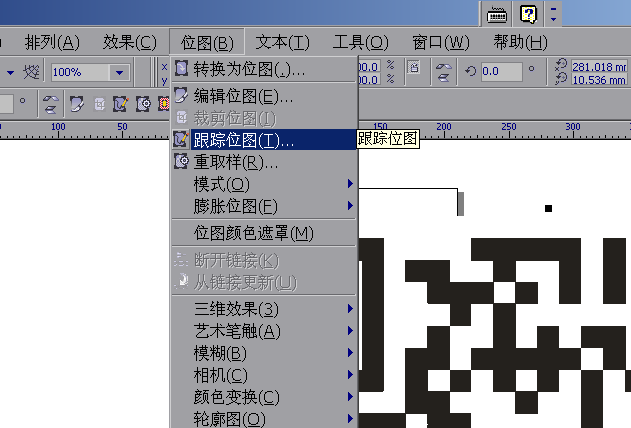 排列(A) 效果(C) 位图(B) 文本(T) 工具(O) 窗口(W) 帮助(H)
100% x y 00.0 0.0 % % 0.0 ° 281.018 mm 10.536 mm
°
100 50 200 250 300
转换为位图(.)...
编辑位图(E)...
裁剪位图(I)
跟踪位图(T)...
跟踪位图
重取样(R)...
模式(O)
膨胀位图(F)
位图颜色遮罩(M)
断开链接(K)
从链接更新(U)
三维效果(3)
艺术笔触(A)
模糊(B)
相机(C)
颜色变换(C)
轮廓图(O)